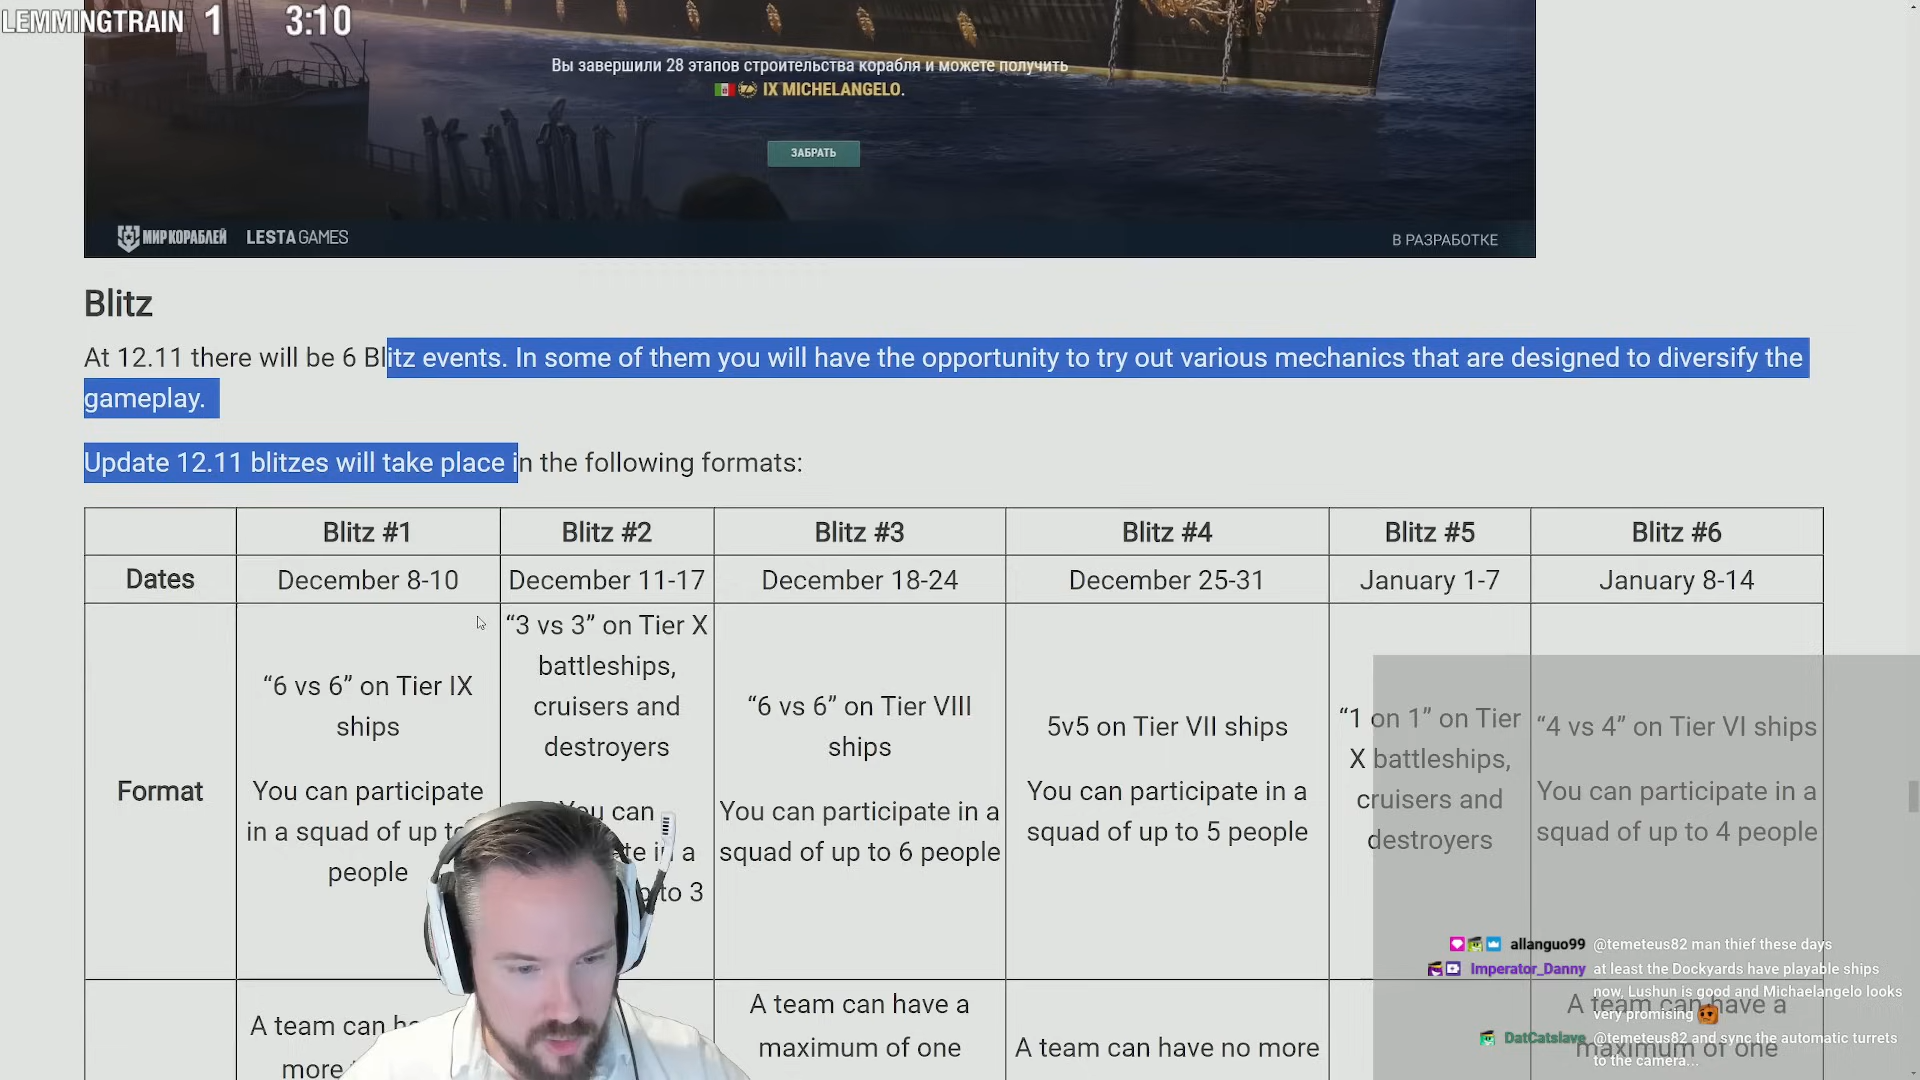 LEMMINGTRAIN 1 3:10
Вы завершили 28 этапов строительства корабля и можете получить
IX MICHELANGELO.
ЗАБРАТЬ
МИР КОРАБЛЕЙ LESTA GAMES
В РАЗРАБОТКЕ
Blitz
At 12.11 there will be 6 Blitz events. In some of them you will have the opportunity to try out various mechanics that are designed to diversify the
gameplay.
Update 12.11 blitzes will take place in the following formats:
Blitz #1 Blitz #2 Blitz #3 Blitz #4 Blitz #5 Blitz #6
Dates December 8-10 December 11-17 December 18-24 December 25-31 January 1-7 January 8-14
Format
“6 vs 6” on Tier IX
ships
You can participate
in a squad of up to
people
“3 vs 3” on Tier X
battleships,
cruisers and
destroyers
You can
in a
to 3
“6 vs 6” on Tier VIII
ships
You can participate in a
squad of up to 6 people
5v5 on Tier VII ships
You can participate in a
squad of up to 5 people
“1 on 1” on Tier
X battleships,
cruisers and
destroyers
“4 vs 4” on Tier VI ships
You can participate in a
squad of up to 4 people
A team can
more
A team can have a
maximum of one
A team can have no more
A team can have a
maximum of one
allanguo99 @temeteus82 man thief these days
Imperator_Danny at least the Dockyards have playable ships
now, Lushun is good and Michaelangelo looks
very promising
DatCatslave @temeteus82 and sync the automatic turrets
to the camera...